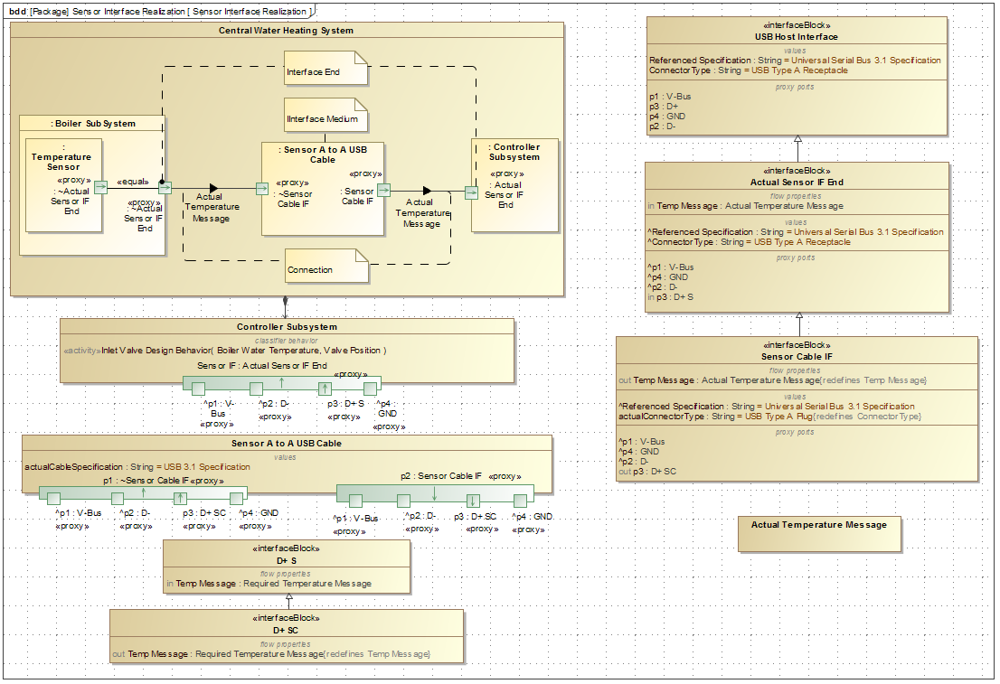 bdd [Package] Sensor Interface Realization [ Sensor Interface Realization ]
Central Water Heating System
Interface End
IInterface Medium
: Boiler SubSystem
:
Temperature
Sensor
«proxy»
: ~Actual
Sensor IF
End
«equal»
«proxy»
: ~Actual
Sensor IF
End
Actual
Temperature
Message
: Sensor A to A USB
Cable
«proxy»
: ~Sensor
Cable IF
«proxy»
: Sensor
Cable IF
Actual
Temperature
Message
: Controller
Subsystem
«proxy»
: Actual
Sensor IF
End
Connection
Controller Subsystem
classifier behavior
«activity»Inlet Valve Design Behavior( Boiler Water Temperature, Valve Position )
Sensor IF : Actual Sensor IF End
«proxy»
^p1 : V-
Bus
«proxy»
^p2 : D-
«proxy»
p3 : D+ S
«proxy»
^p4 :
GND
«proxy»
Sensor A to A USB Cable
values
actualCableSpecification : String = USB 3.1 Specification
p1 : ~Sensor Cable IF «proxy»
^p1 : V-Bus
«proxy»
^p2 : D-
«proxy»
p3 : D+ SC
«proxy»
^p4 : GND
«proxy»
p2 : Sensor Cable IF «proxy»
^p1 : V-Bus
«proxy»
^p2 : D-
«proxy»
p3 : D+ SC
«proxy»
^p4 : GND
«proxy»
«interfaceBlock»
D+ S
flow properties
in Temp Message : Required Temperature Message
«interfaceBlock»
D+ SC
flow properties
out Temp Message : Required Temperature Message{redefines Temp Message}
«interfaceBlock»
USB Host Interface
values
Referenced Specification : String = Universal Serial Bus 3.1 Specification
ConnectorType : String = USB Type A Receptacle
proxy ports
p1 : V-Bus
p3 : D+
p4 : GND
p2 : D-
«interfaceBlock»
Actual Sensor IF End
flow properties
in Temp Message : Actual Temperature Message
values
^Referenced Specification : String = Universal Serial Bus 3.1 Specification
^ConnectorType : String = USB Type A Receptacle
proxy ports
^p1 : V-Bus
^p4 : GND
^p2 : D-
in p3 : D+ S
«interfaceBlock»
Sensor Cable IF
flow properties
out Temp Message : Actual Temperature Message{redefines Temp Message}
values
^Referenced Specification : String = Universal Serial Bus 3.1 Specification
actualConnectorType : String = USB Type A Plug{redefines ConnectorType}
proxy ports
^p1 : V-Bus
^p4 : GND
^p2 : D-
out p3 : D+ SC
Actual Temperature Message